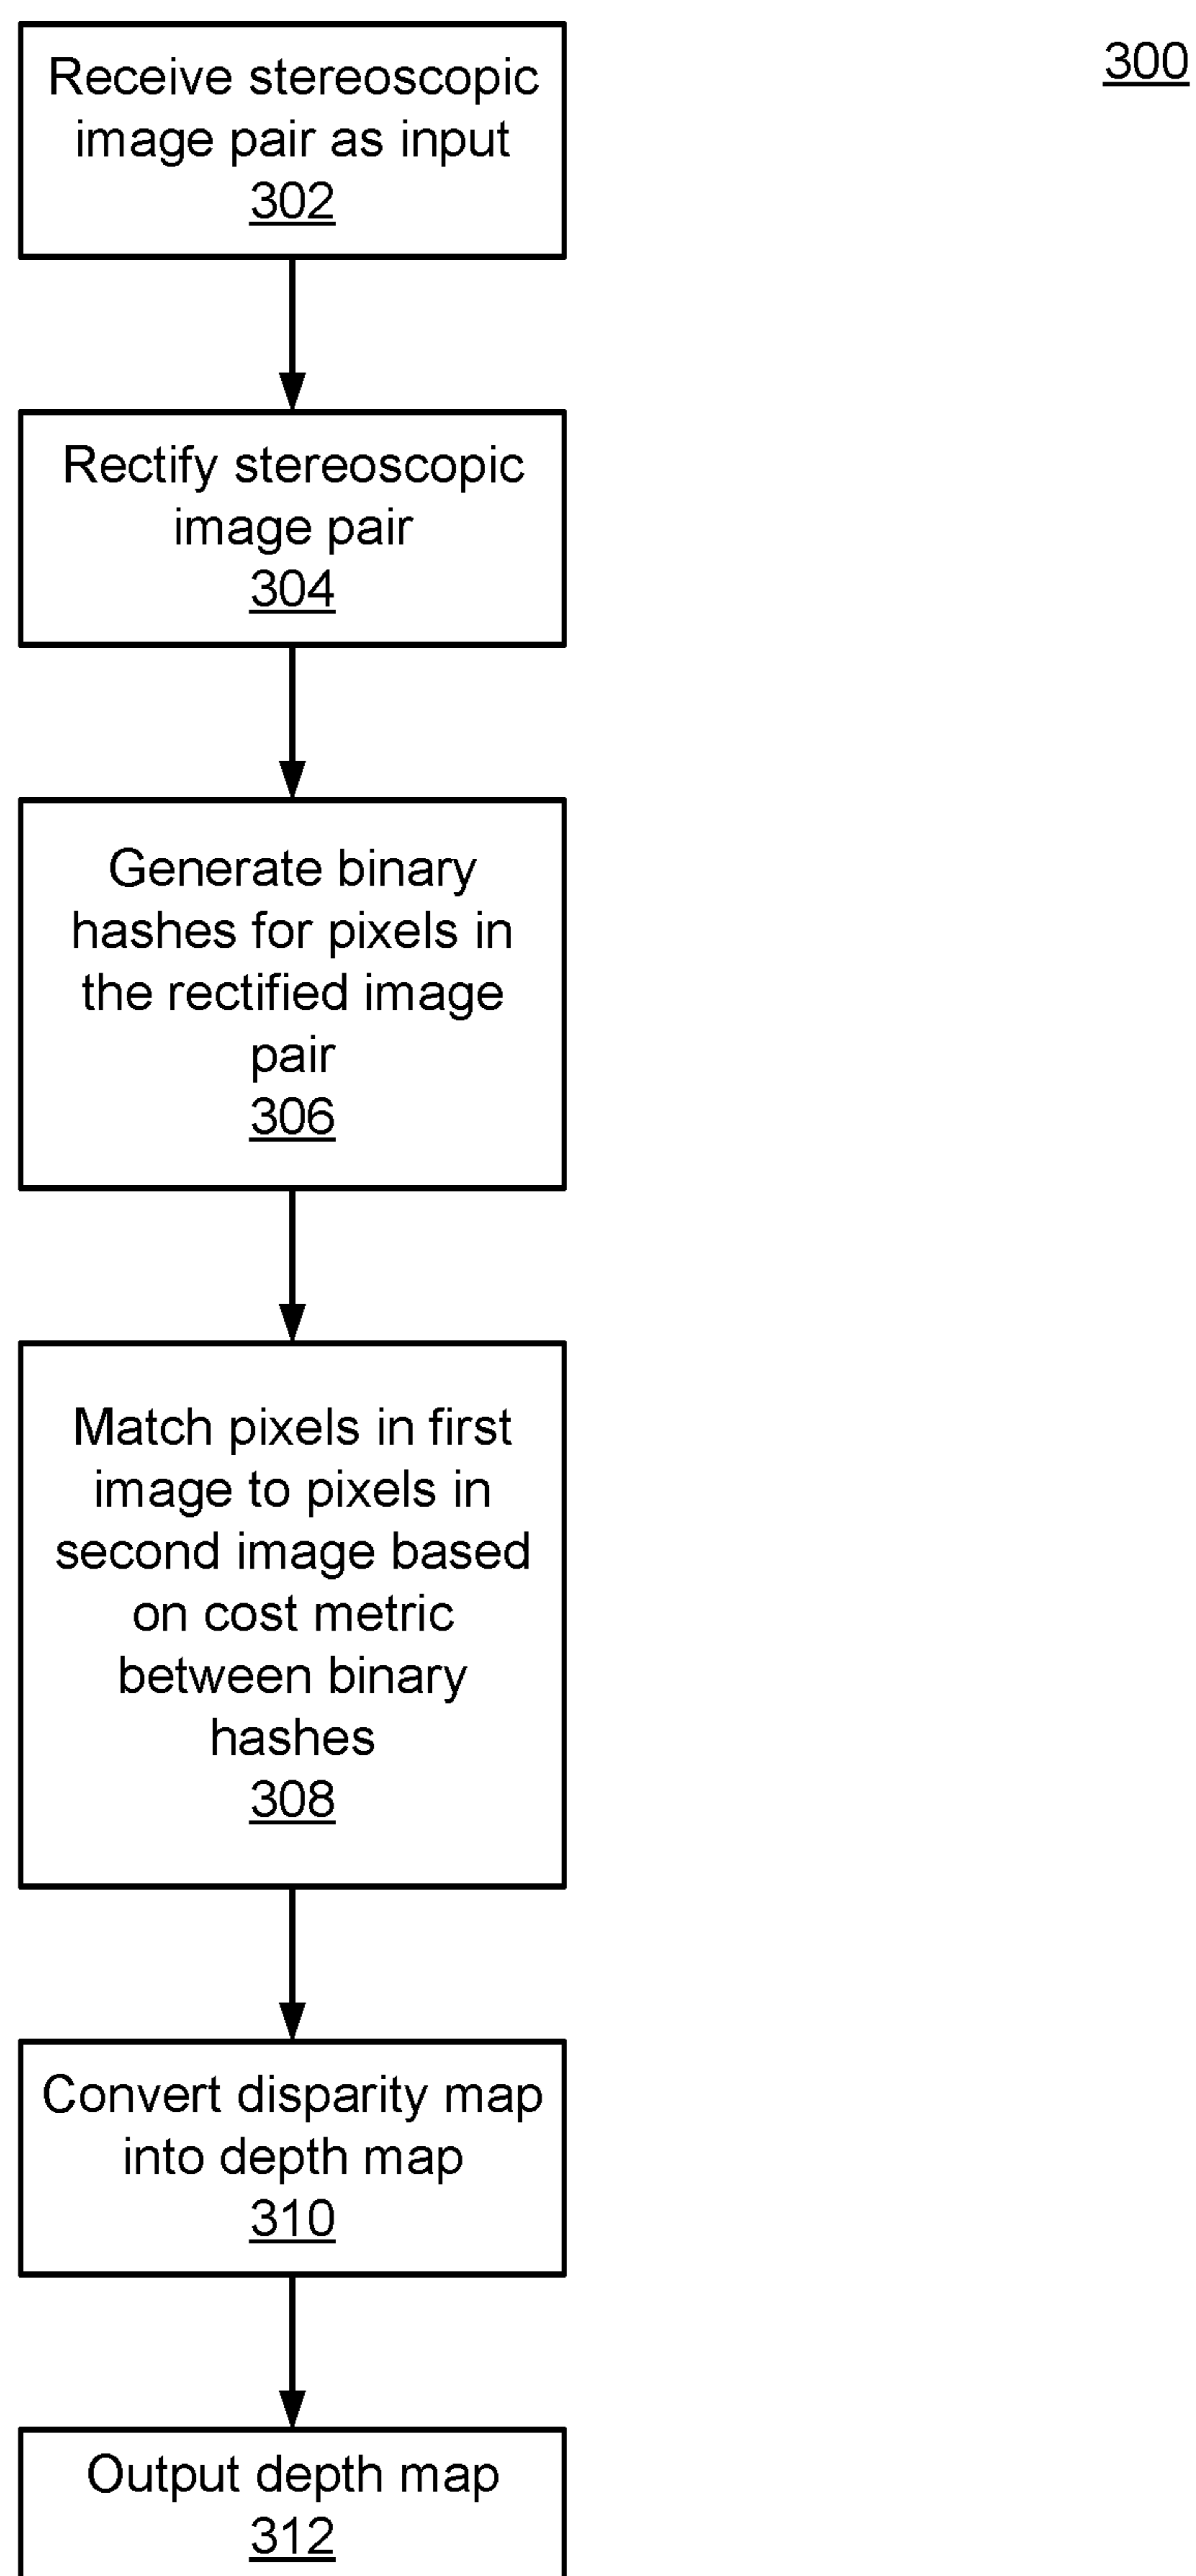 300
Receive stereoscopic
image pair as input
302
Rectify stereoscopic
image pair
304
Generate binary
hashes for pixels in
the rectified image
pair
306
Match pixels in first
image to pixels in
second image based
on cost metric
between binary
hashes
308
Convert disparity map
into depth map
310
Output depth map
312